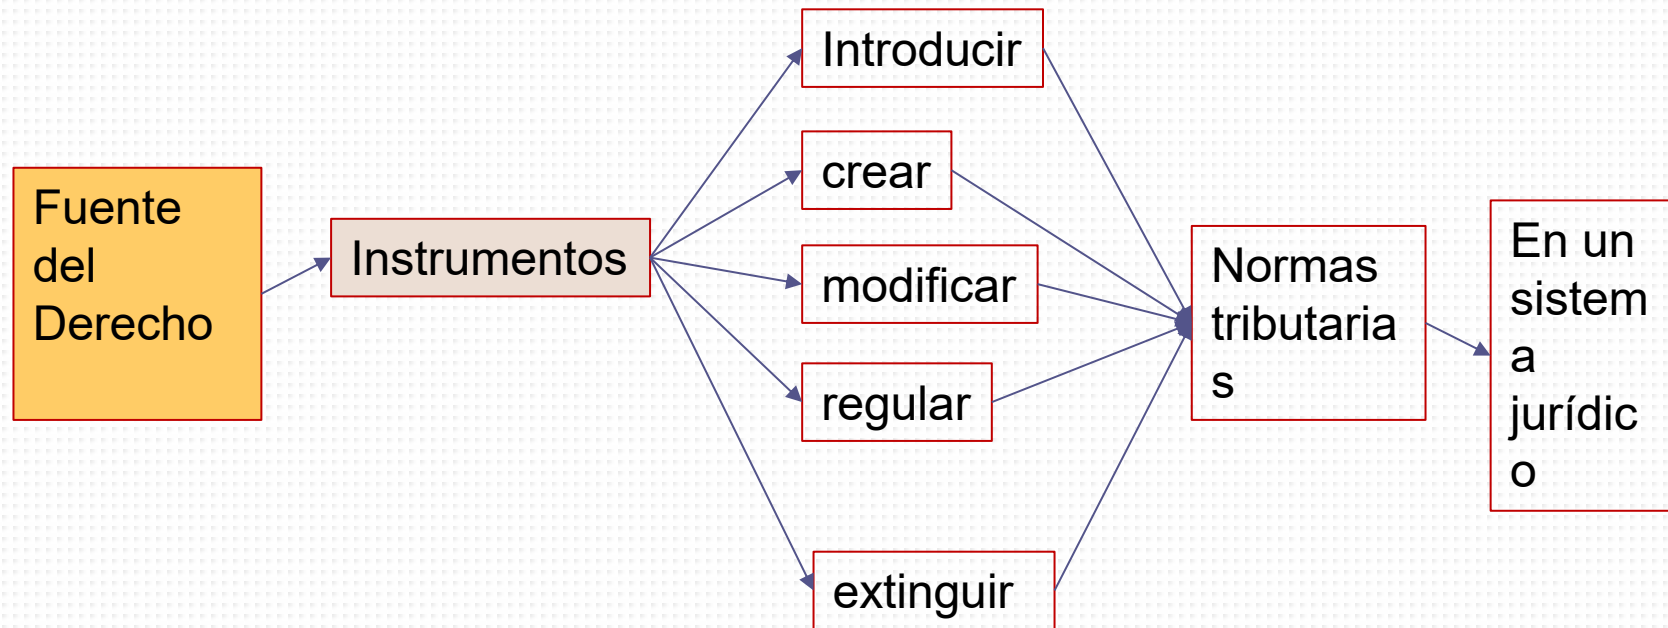 Fuente
del
Derecho
Instrumentos
Introducir
crear
modificar
regular
extinguir
Normas
tributaria
s
En un
sistem
a
jurídic
o